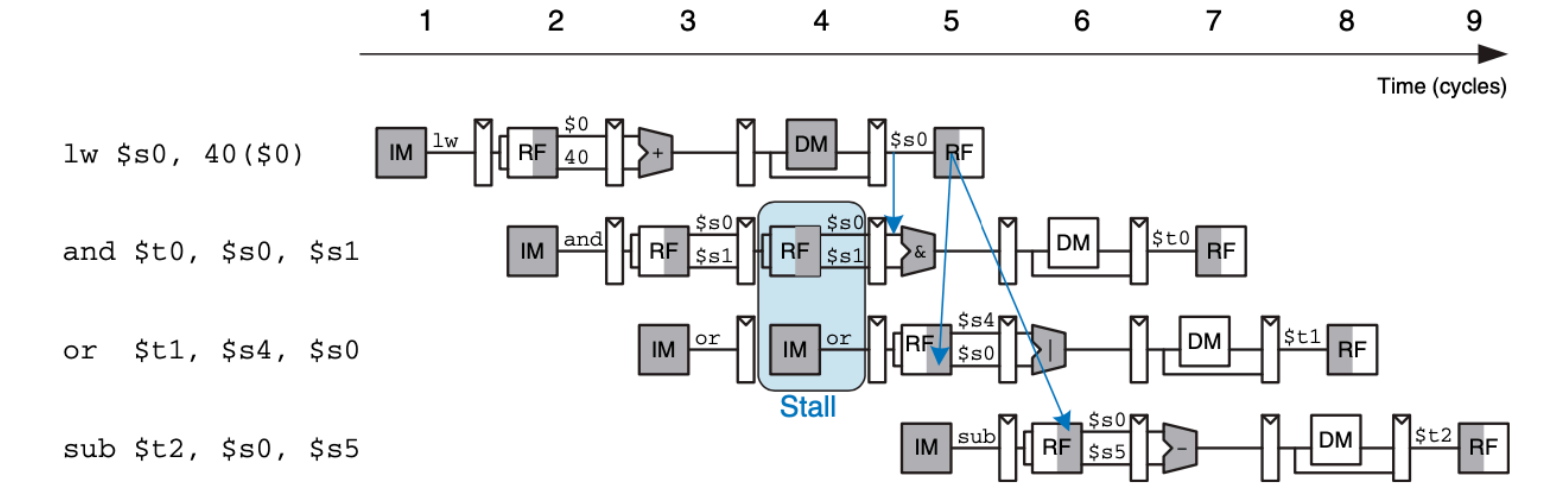 1 2 3 4 5 6 7 8 9
Time (cycles)
lw $s0, 40($0) IM lw RF $0 40 + DM $s0 RF
and $t0, $s0, $s1 IM and RF $s0 $s1 RF $s0 $s1 & DM $t0 RF
or $t1, $s4, $s0 IM or IM or RF $s4 $s0 | DM $t1 RF
Stall
sub $t2, $s0, $s5 IM sub RF $s0 $s5 - DM $t2 RF